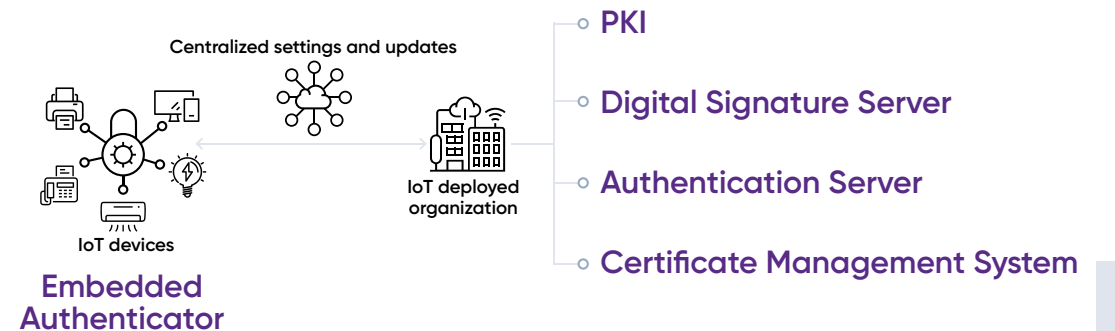 PKI
Centralized settings and updates
Digital Signature Server
Authentication Server
IoT deployed
organization
IoT devices
Certificate Management System
Embedded
Authenticator